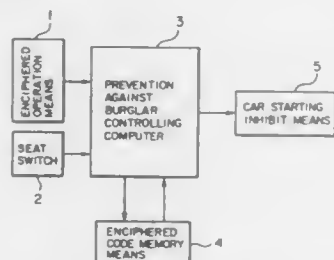 1
ENCIPHERED
OPERATION
MEANS
SEAT
SWITCH
2
3
PREVENTION
AGAINST
BURGLAR
CONTROLLING
COMPUTER
ENCIPHERED
CODE MEMORY
MEANS
4
5
CAR STARTING
INHIBIT MEANS